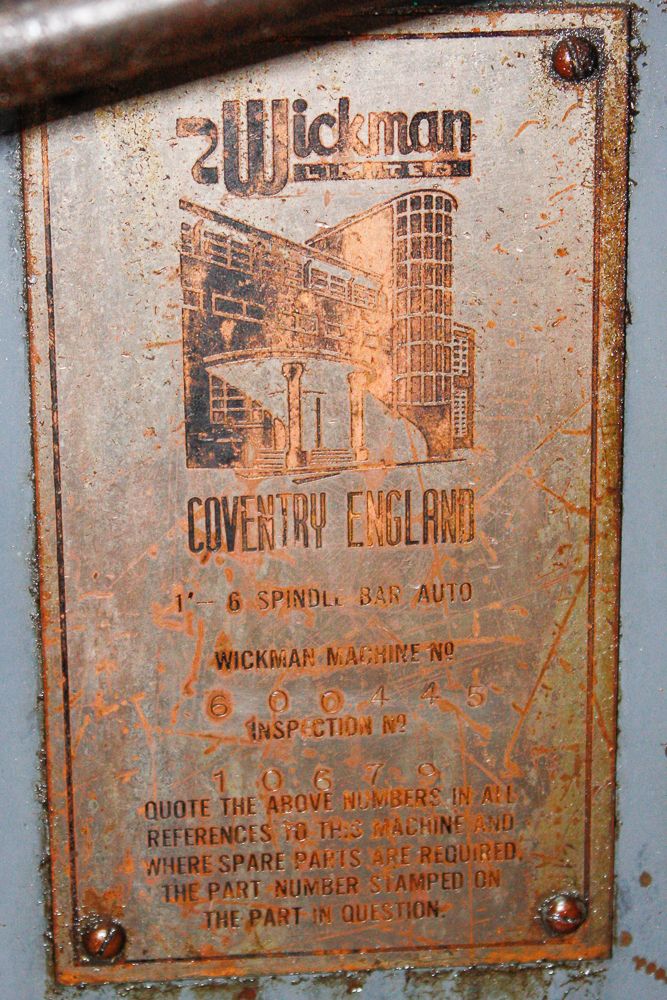 Wickman
LIMITED
COVENTRY ENGLAND
1"- 6 SPINDLE BAR AUTO
WICKMAN MACHINE Nº
600445
INSPECTION Nº
10679
QUOTE THE ABOVE NUMBERS IN ALL
REFERENCES TO THIS MACHINE AND
WHERE SPARE PARTS ARE REQUIRED,
THE PART NUMBER STAMPED ON
THE PART IN QUESTION.